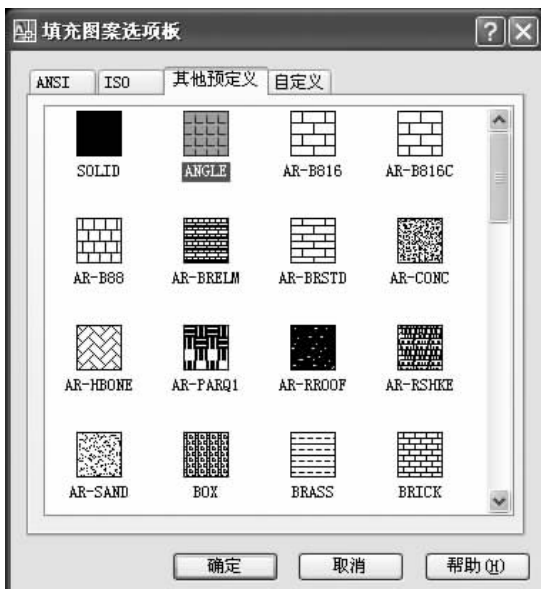 填充图案选项板
ANSI ISO 其他预定义 自定义
SOLID ANGLE AR-B816 AR-B816C
AR-B88 AR-BRELM AR-BRSTD AR-CONC
AR-HBONE AR-PARQ1 AR-RROOF AR-RSHKE
AR-SAND BOX BRASS BRICK
确定 取消 帮助(H)